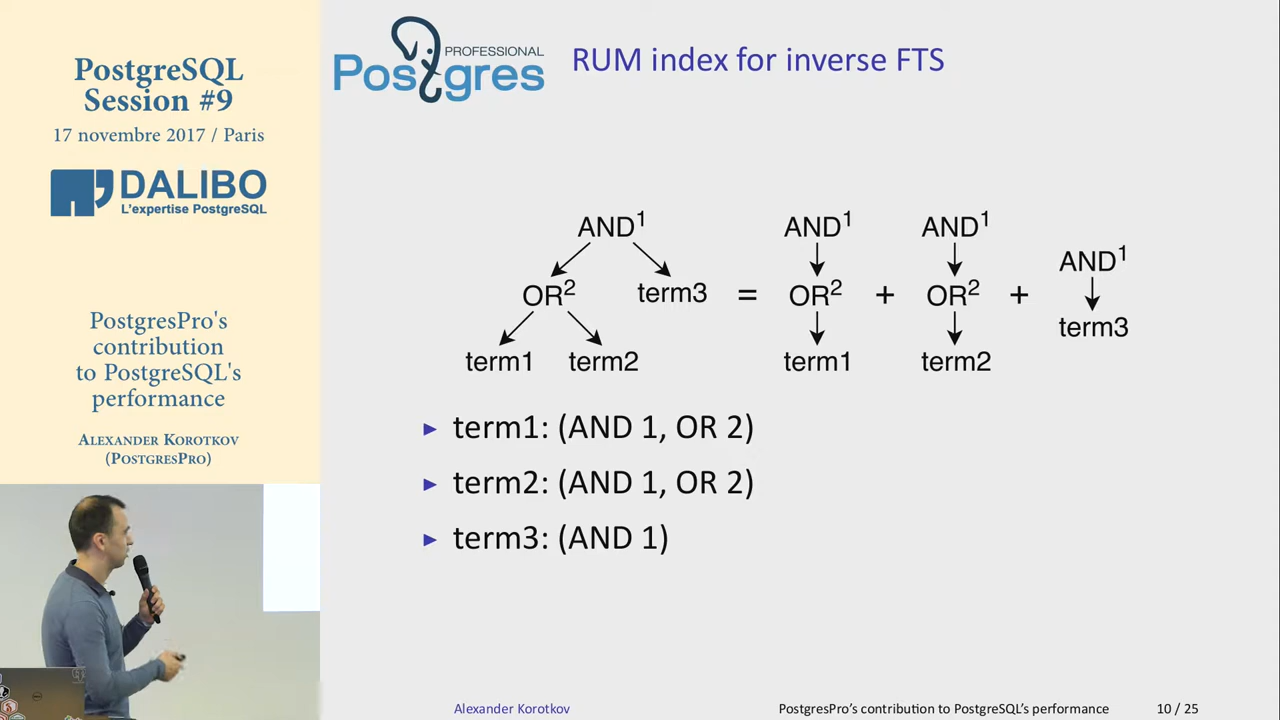 PostgreSQL
Session #9
17 novembre 2017 / Paris
DALIBO
L'expertise PostgreSQL
PostgresPro's
contribution
to PostgreSQL's
performance
ALEXANDER KOROTKOV
(POSTGRESPRO)
PROFESSIONAL
Postgres
RUM index for inverse FTS
AND1
OR2 term3
term1 term2
=
AND1
OR2
term1
+
AND1
OR2
term2
+
AND1
term3
► term1: (AND 1, OR 2)
► term2: (AND 1, OR 2)
► term3: (AND 1)
Alexander Korotkov PostgresPro's contribution to PostgreSQL's performance 10 / 25